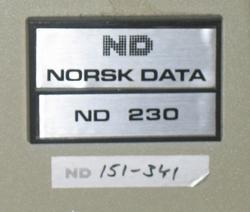 ND
NORSK DATA
ND 230
ND 151-341